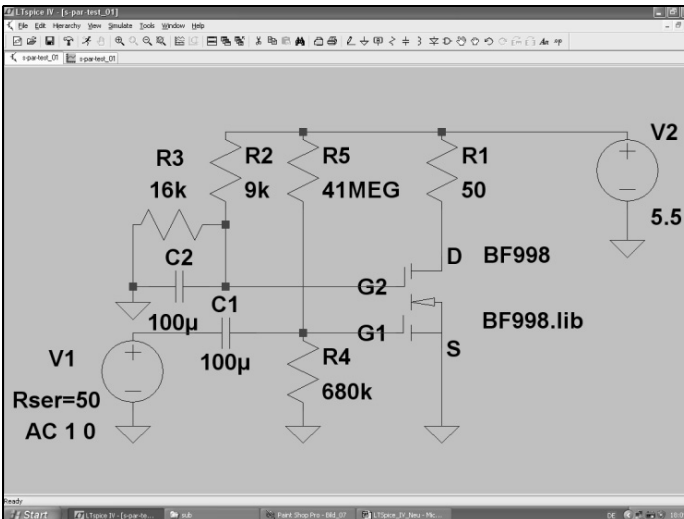 LTspice IV - [s-par-test_01]
File Edit Hierarchy View Simulate Tools Window Help
s-par-test_01 s-par-test_01
V2
R3 R2 R5 R1
16k 9k 41MEG 50
5.5
C2 D BF998
G2
C1
100µ BF998.lib
G1
V1 100µ R4 S
680k
Rser=50
AC 1 0
Ready
Start LTspice IV - [s-par-te... sub Paint Shop Pro - Bild_07 LTSpice_IV_Neu - Mic... DE